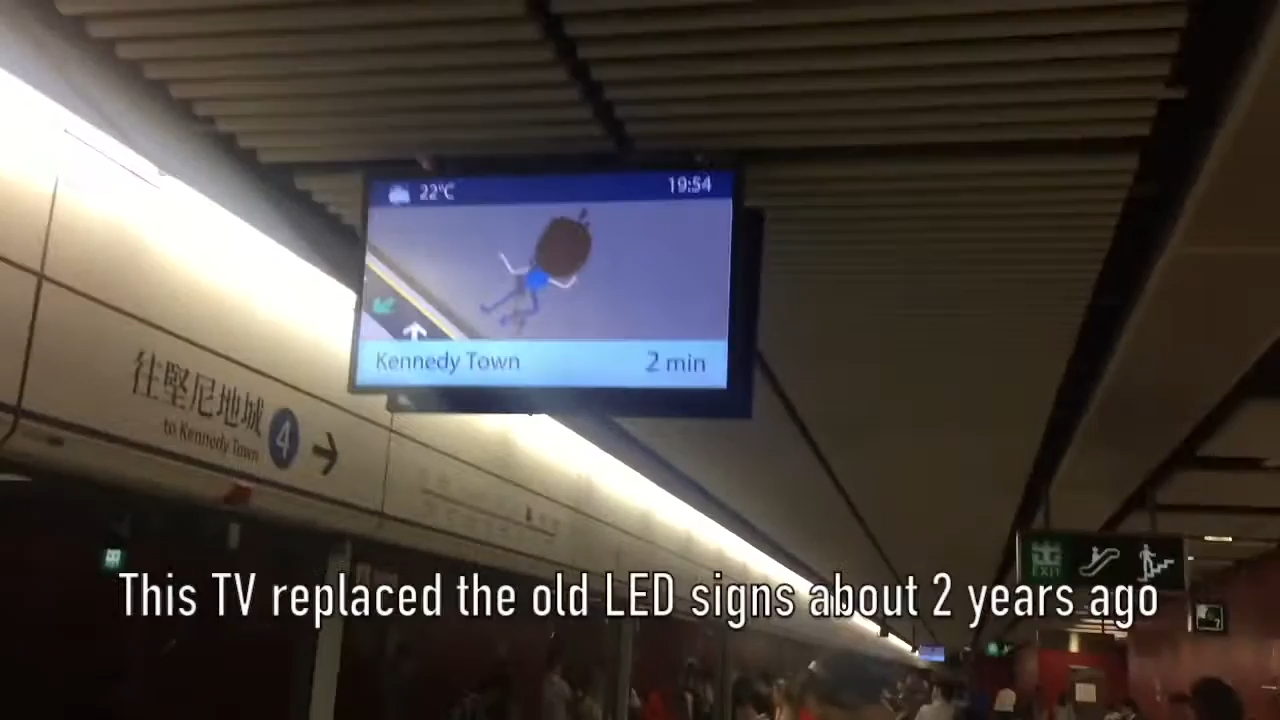 22°C 19:54
Kennedy Town 2 min
往堅尼地城
to Kennedy Town
4
EXIT
This TV replaced the old LED signs about 2 years ago